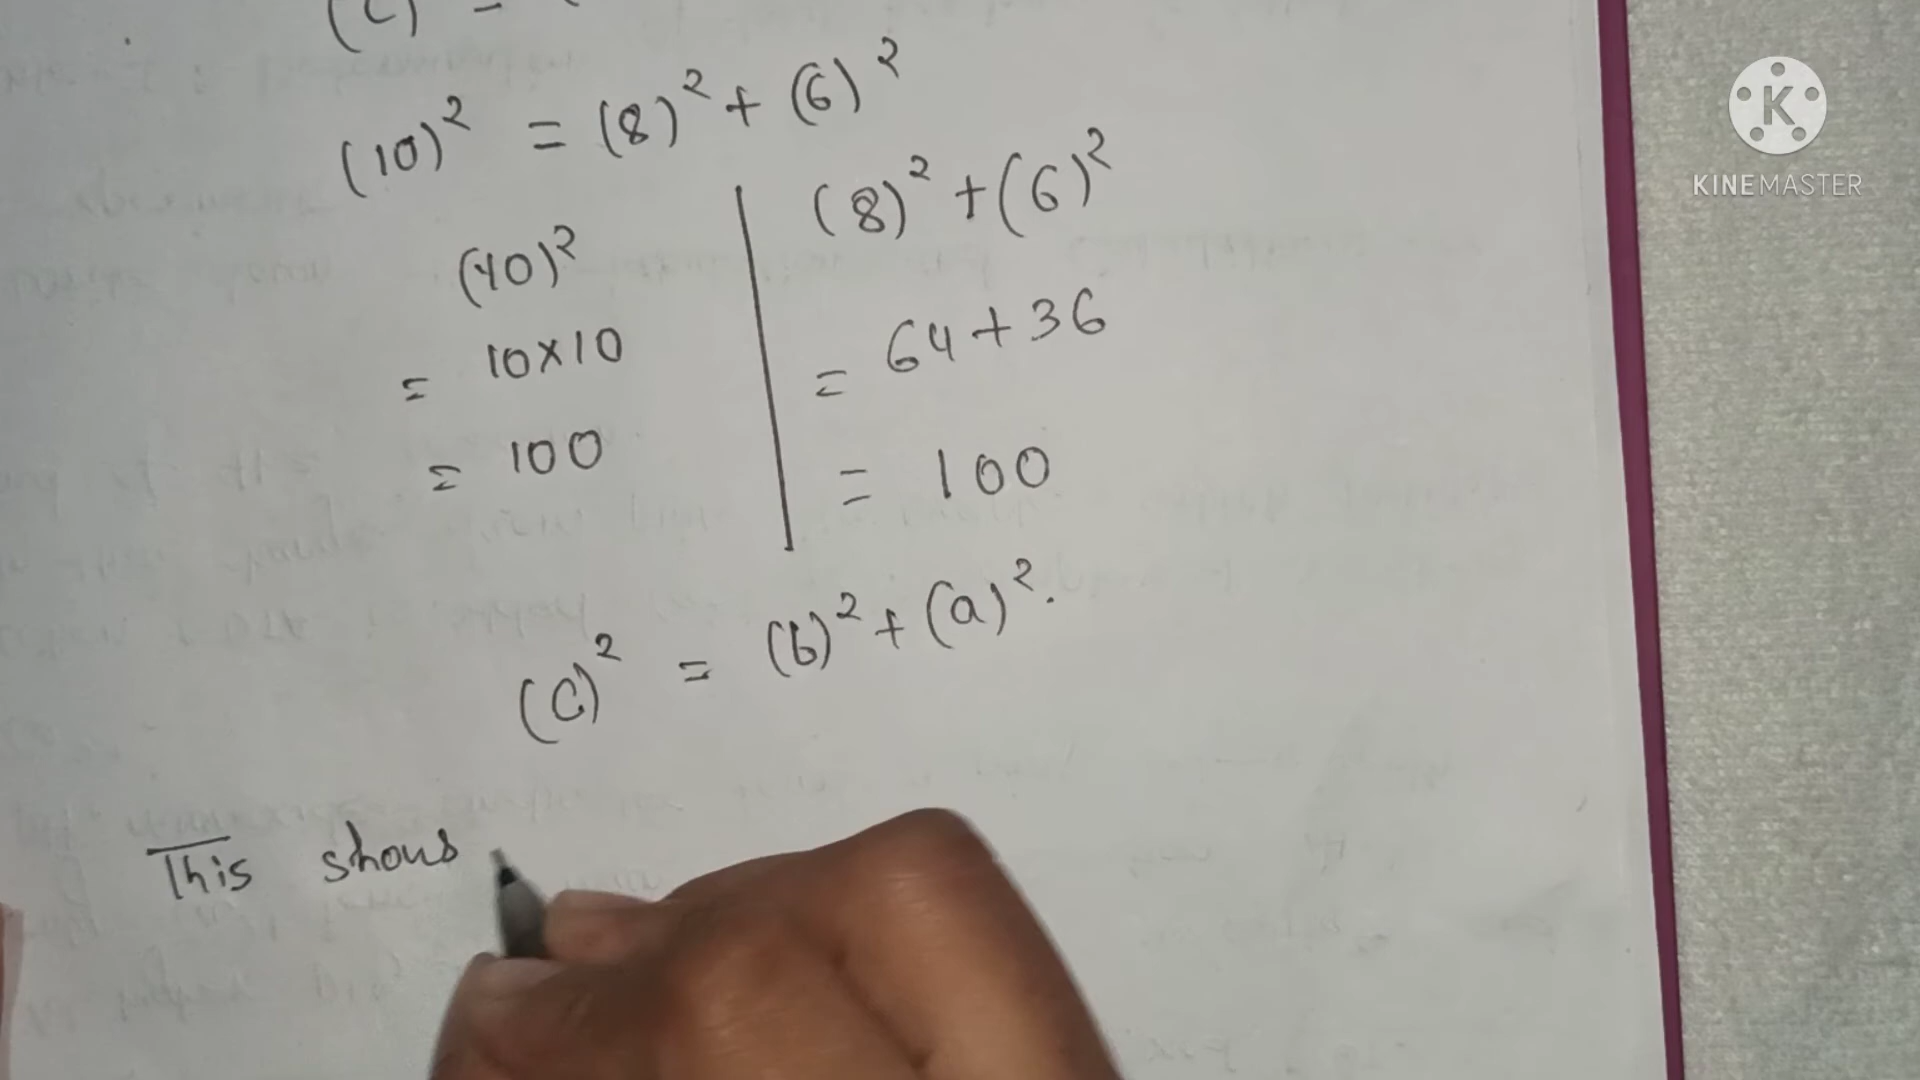 (c) =
(10)² = (8)² + (6)²
(10)²
= 10×10
= 100
(8)² + (6)²
= 64 + 36
= 100
(c)² = (b)² + (a)².
This shows
K
KINEMASTER